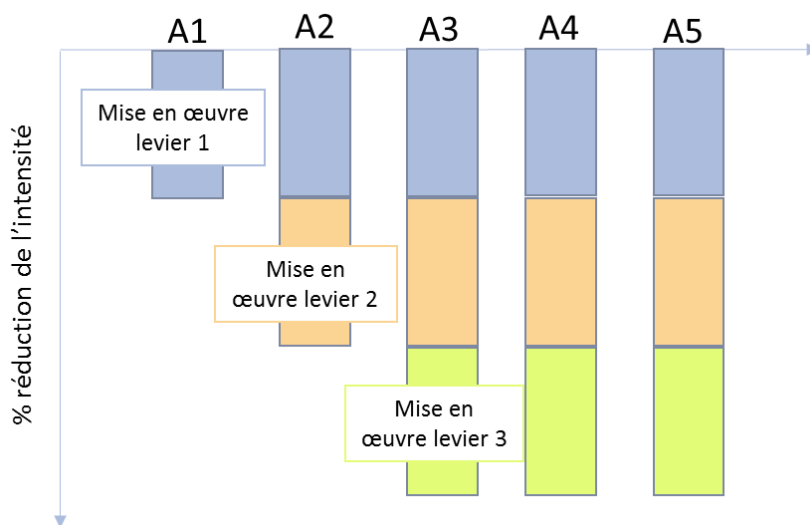 A1 A2 A3 A4 A5
Mise en œuvre
levier 1
Mise en
œuvre levier 2
Mise en
œuvre levier 3
% réduction de l’intensité